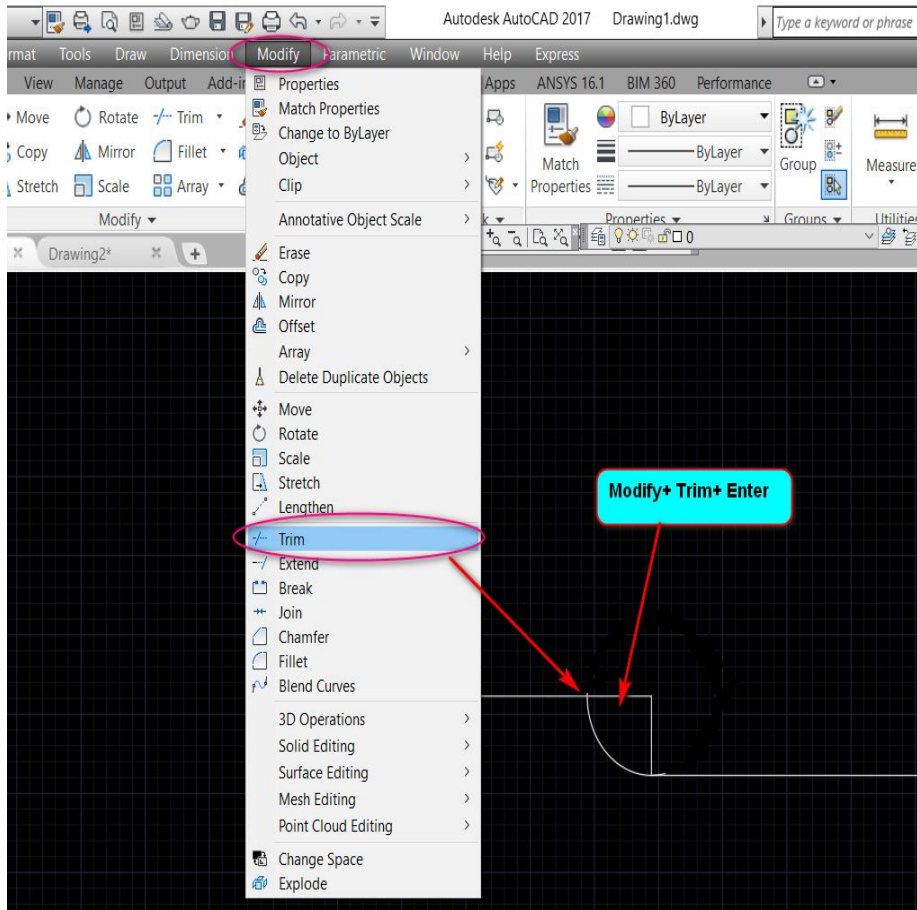 Autodesk AutoCAD 2017 Drawing1.dwg Type a keyword or phrase
rmat Tools Draw Dimension Modify Parametric Window Help Express
View Manage Output Add-in Apps ANSYS 16.1 BIM 360 Performance
Move Rotate Trim
Copy Mirror Fillet
Stretch Scale Array
Modify
Match
Properties
ByLayer
ByLayer
ByLayer
Properties
Group
Groups
Measure
Utilities
0
Drawing2*
Properties
Match Properties
Change to ByLayer
Object
Clip
Annotative Object Scale
Erase
Copy
Mirror
Offset
Array
Delete Duplicate Objects
Move
Rotate
Scale
Stretch
Lengthen
Trim
Extend
Break
Join
Chamfer
Fillet
Blend Curves
3D Operations
Solid Editing
Surface Editing
Mesh Editing
Point Cloud Editing
Change Space
Explode
Modify+ Trim+ Enter